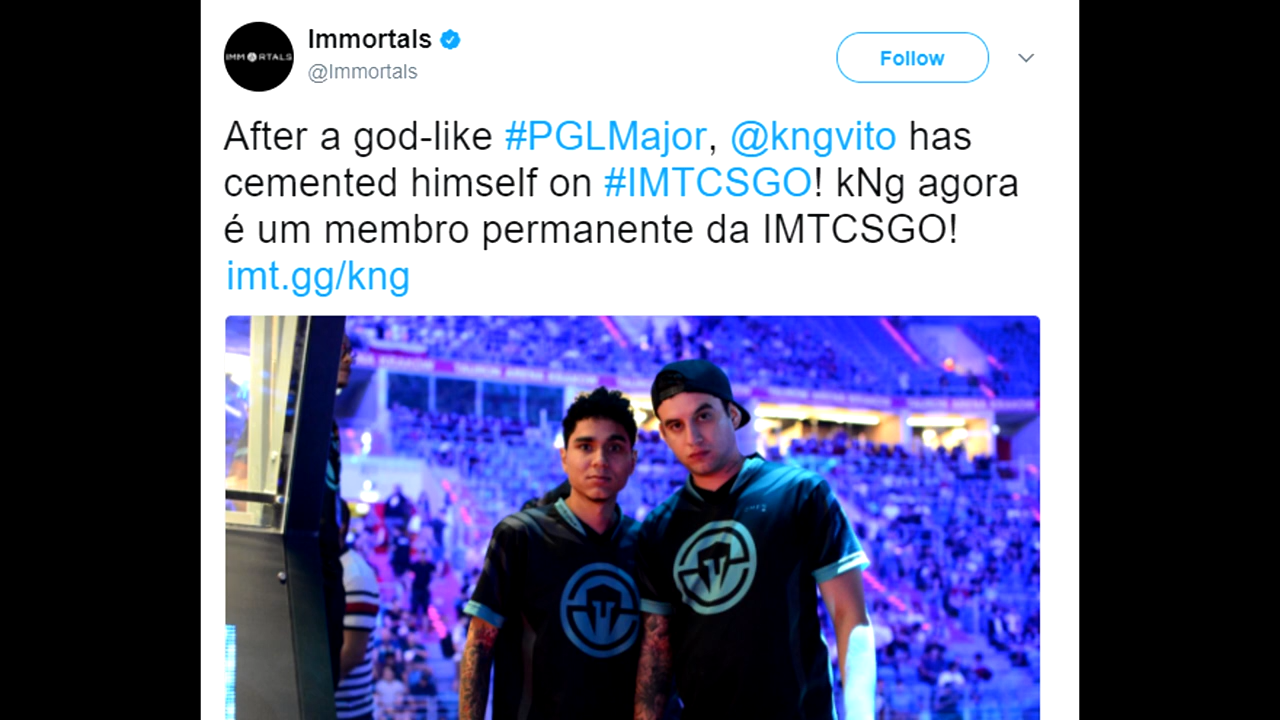 IMMORTALS
Immortals
@Immortals
Follow
After a god-like #PGLMajor, @kngvito has
cemented himself on #IMTCSGO! kNg agora
é um membro permanente da IMTCSGO!
imt.gg/kng